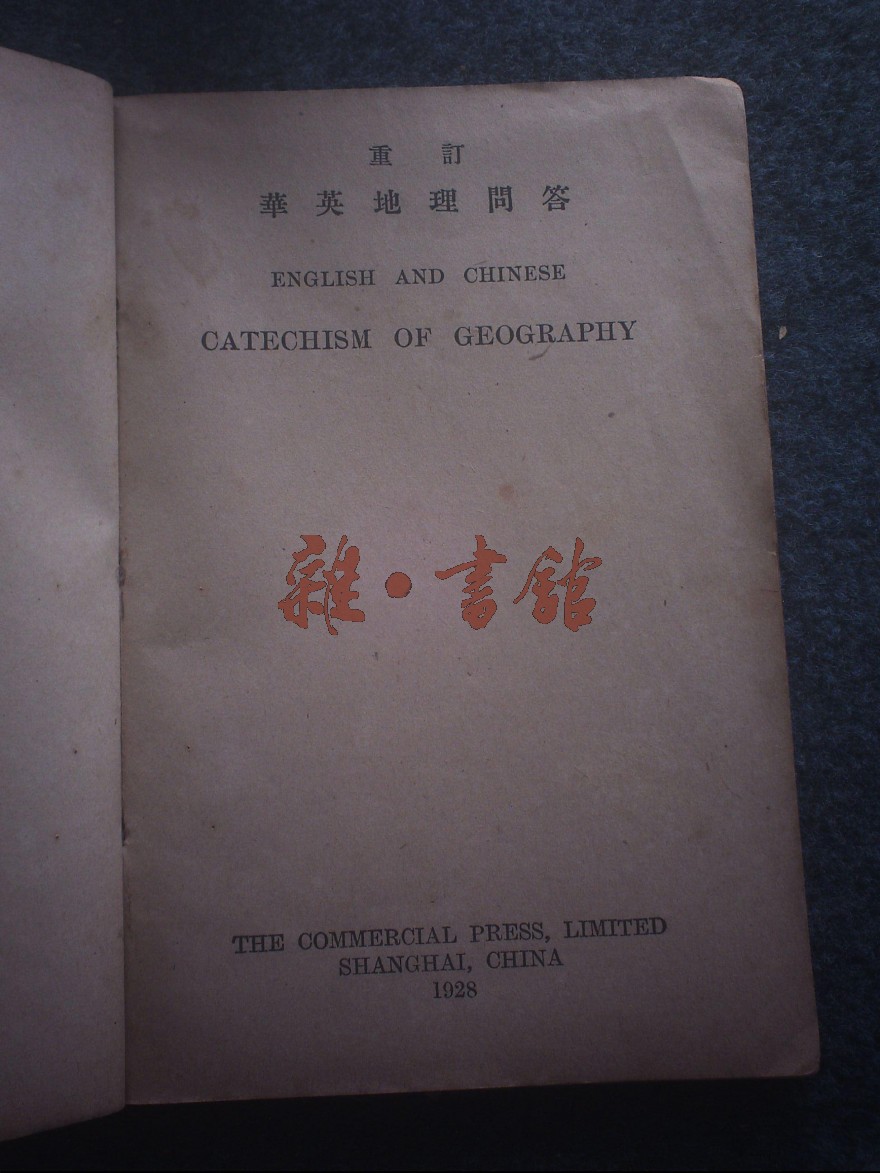 重訂
華英地理問答
ENGLISH AND CHINESE
CATECHISM OF GEOGRAPHY
雜·書館
THE COMMERCIAL PRESS, LIMITED
SHANGHAI, CHINA
1928